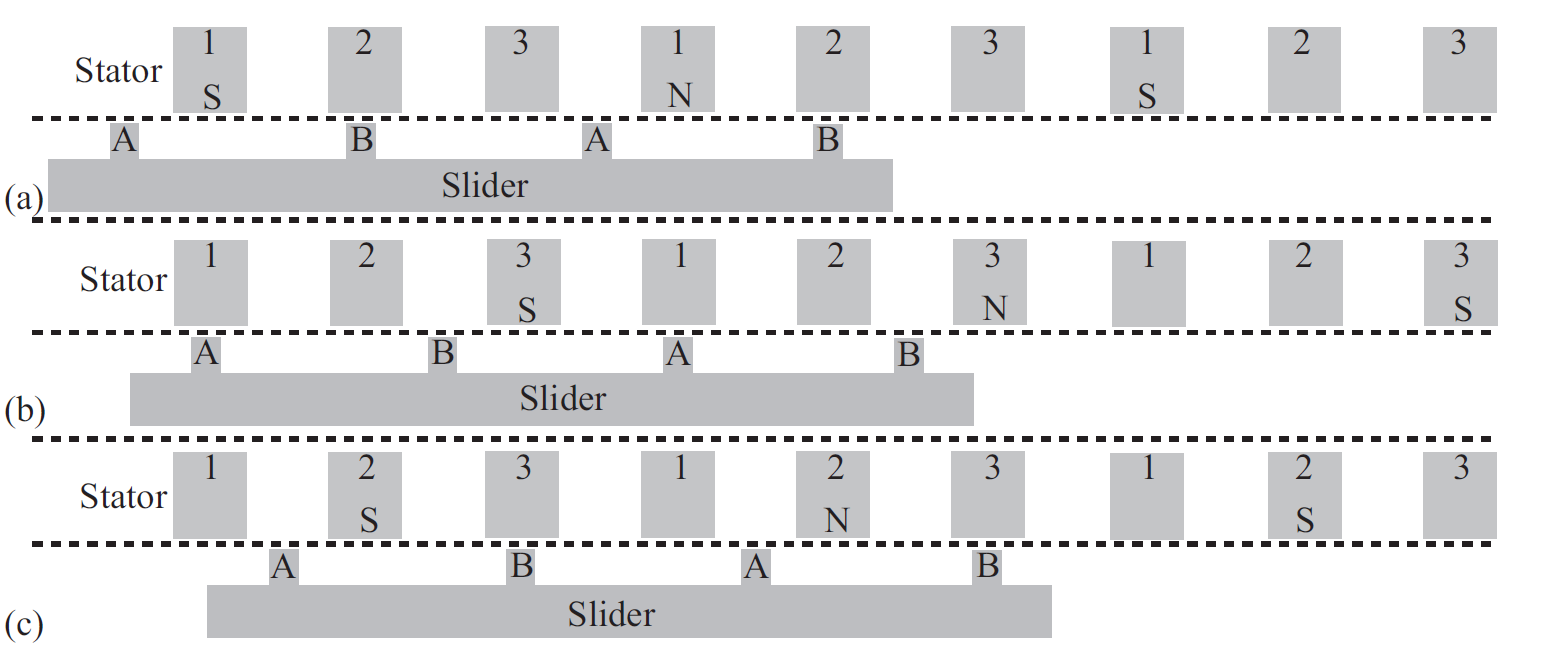 1 2 3 1 2 3 1 2 3
Stator
S N S
A B A B
Slider
(a)
1 2 3 1 2 3 1 2 3
Stator
S N S
A B A B
Slider
(b)
1 2 3 1 2 3 1 2 3
Stator
S N S
A B A B
Slider
(c)